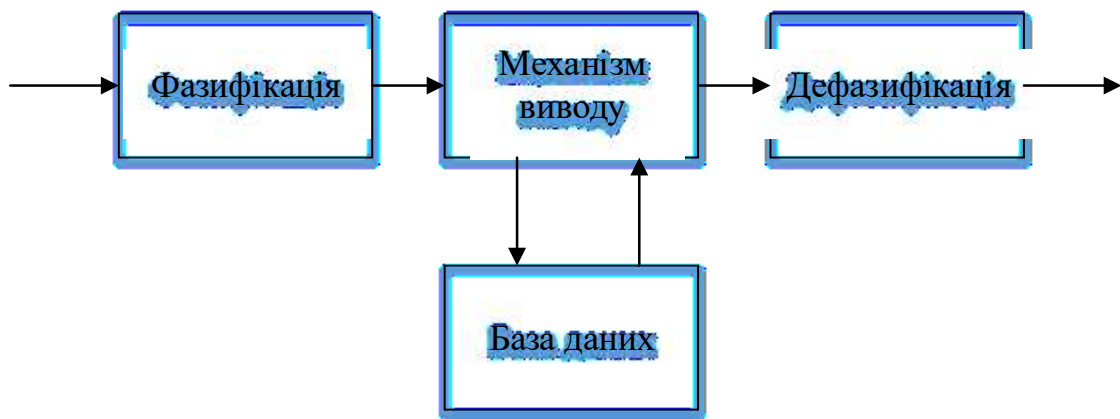 Фазифікація
Механізм
виводу
Дефазифікація
База даних